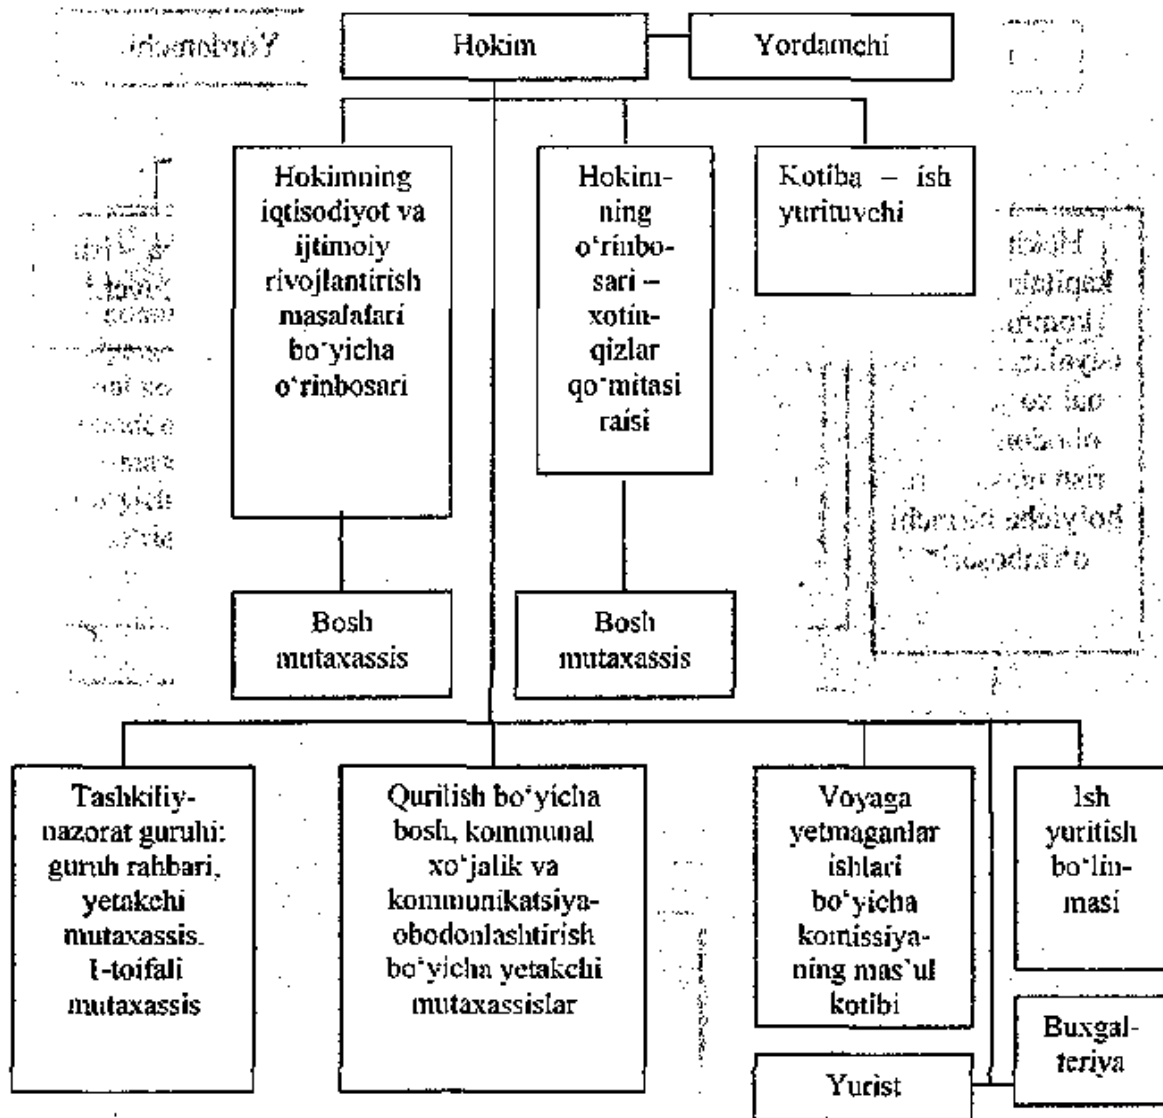 Hokim
Yordamchi
Hokimning
iqtisodiyot va
ijtimoiy
rivojlantirish
masalalari
bo‘yicha
o‘rinbosari
Hokim-
ning
o‘rinbo-
sari –
xotin-
qizlar
qo‘mitasi
raisi
Kotiba – ish
yurituvchi
Bosh
mutaxassis
Bosh
mutaxassis
Tashkiliy-
nazorat guruhi:
guruh rahbari,
yetakchi
mutaxassis.
1-toifali
mutaxassis
Qurilish bo‘yicha
bosh, kommunal
xo‘jalik va
kommunikatsiya-
obodonlashtirish
bo‘yicha yetakchi
mutaxassislar
Voyaga
yetmaganlar
ishlari
bo‘yicha
komissiya-
ning mas’ul
kotibi
Ish
yuritish
bo‘lin-
masi
Yurist
Buxgal-
teriya